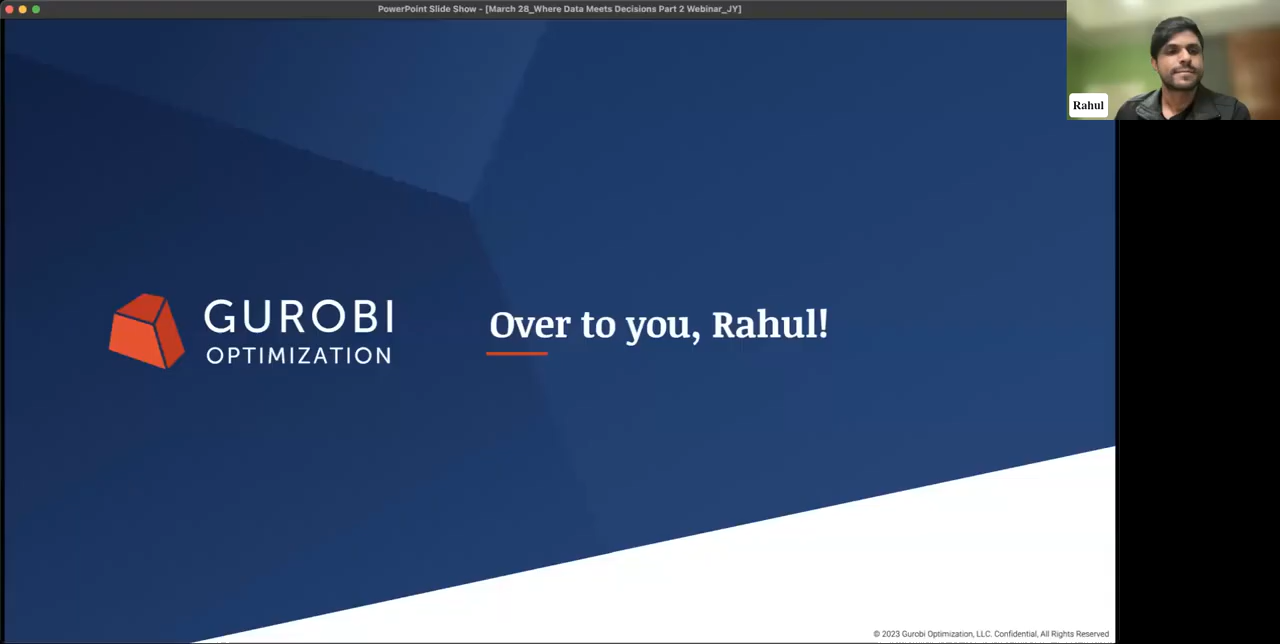 PowerPoint Slide Show - [March 28_Where Data Meets Decisions Part 2 Webinar_JY]
Rahul
GUROBI
OPTIMIZATION
Over to you, Rahul!
© 2023 Gurobi Optimization, LLC. Confidential, All Rights Reserved